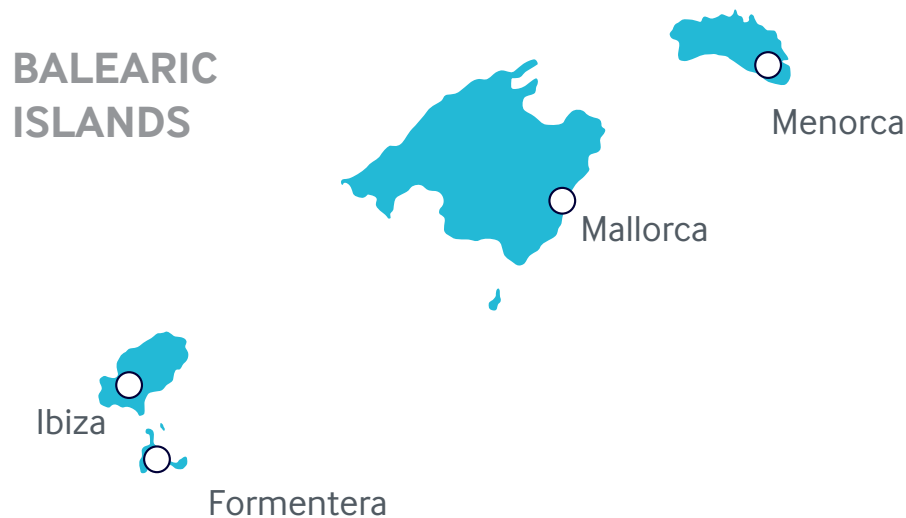 BALEARIC
ISLANDS
Menorca
Mallorca
Ibiza
Formentera